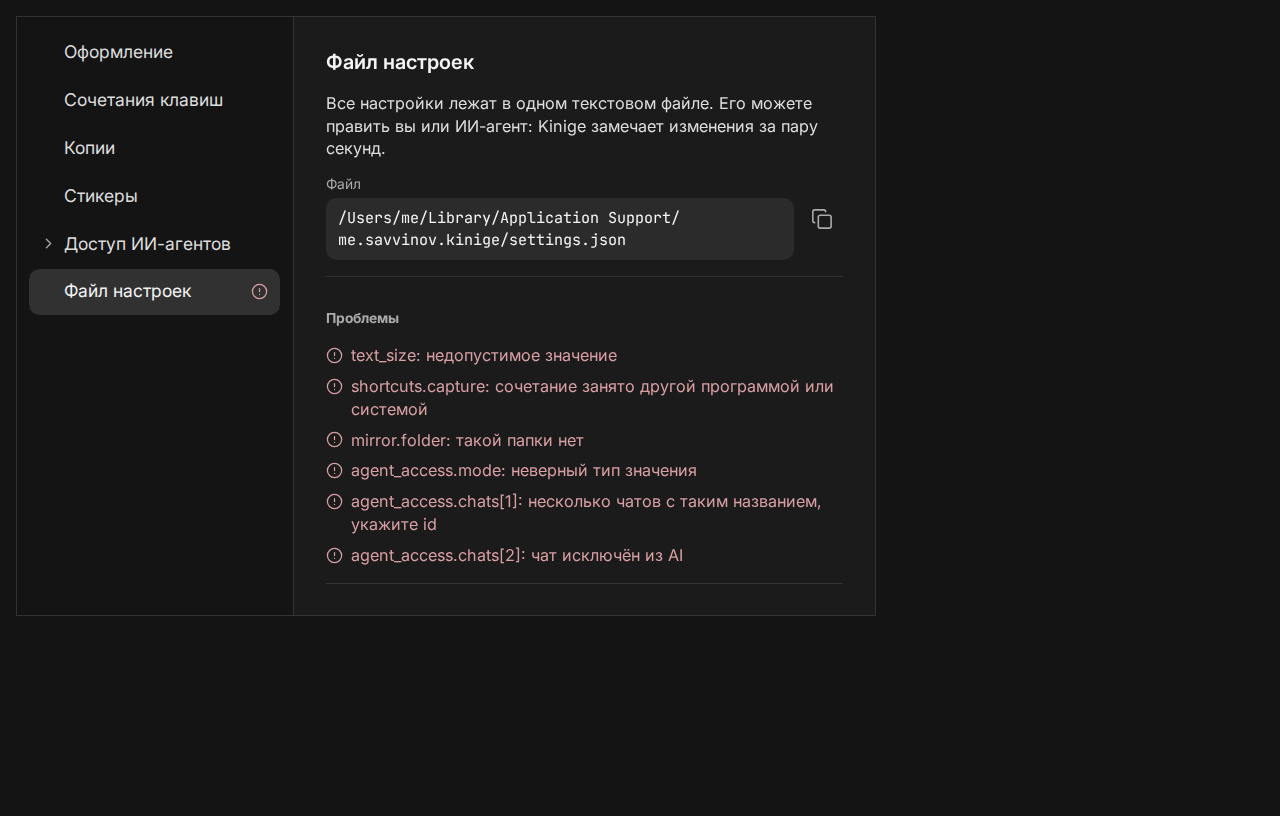 Оформление
Сочетания клавиш
Копии
Стикеры
Доступ ИИ-агентов
Файл настроек
Файл настроек
Все настройки лежат в одном текстовом файле. Его можете
править вы или ИИ-агент: Kinige замечает изменения за пару
секунд.
Файл
/Users/me/Library/Application Support/
me.savvinov.kinige/settings.json
Проблемы
text_size: недопустимое значение
shortcuts.capture: сочетание занято другой программой или
системой
mirror.folder: такой папки нет
agent_access.mode: неверный тип значения
agent_access.chats[1]: несколько чатов с таким названием,
укажите id
agent_access.chats[2]: чат исключён из AI